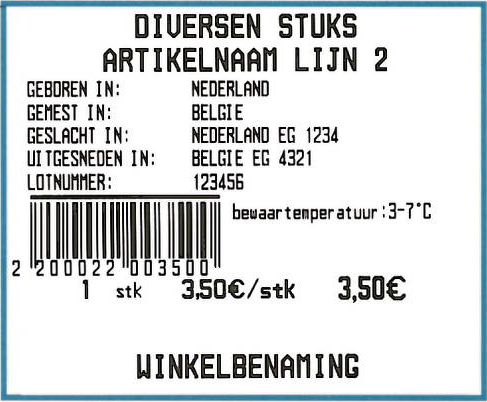 DIVERSEN STUKS
ARTIKELNAAM LIJN 2
GEBOREN IN: NEDERLAND
GEMEST IN: BELGIE
GESLACHT IN: NEDERLAND EG 1234
UITGESNEDEN IN: BELGIE EG 4321
LOTNUMMER: 123456
bewaartemperatuur:3-7°C
2 200022 003500
1 stk 3,50€/stk 3,50€
WINKELBENAMING